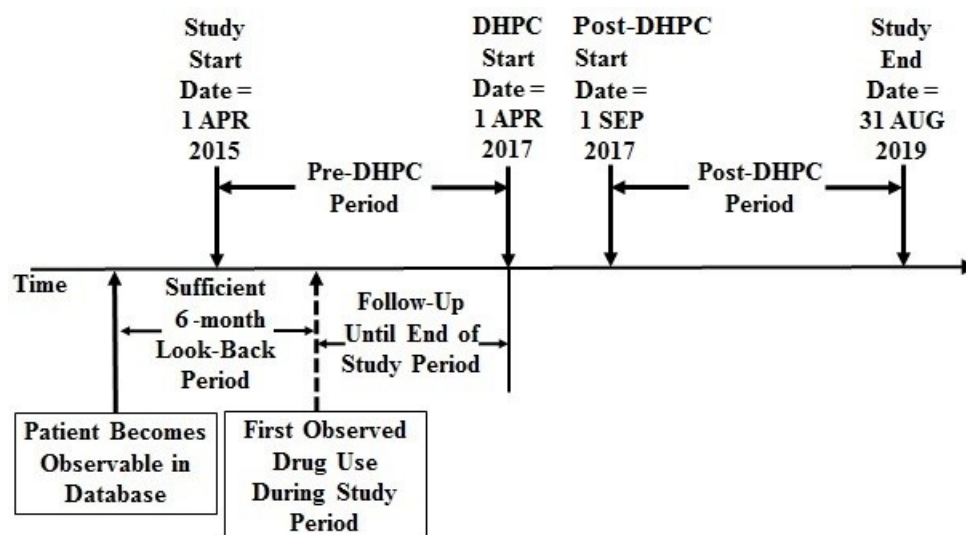 Study
Start
Date =
1 APR
2015
DHPC
Start
Date =
1 APR
2017
Post-DHPC
Start
Date =
1 SEP
2017
Study
End
Date =
31 AUG
2019
Pre-DHPC
Period
Post-DHPC
Period
Time
Sufficient
6-month
Look-Back
Period
Follow-Up
Until End of
Study Period
Patient Becomes
Observable in
Database
First Observed
Drug Use
During Study
Period